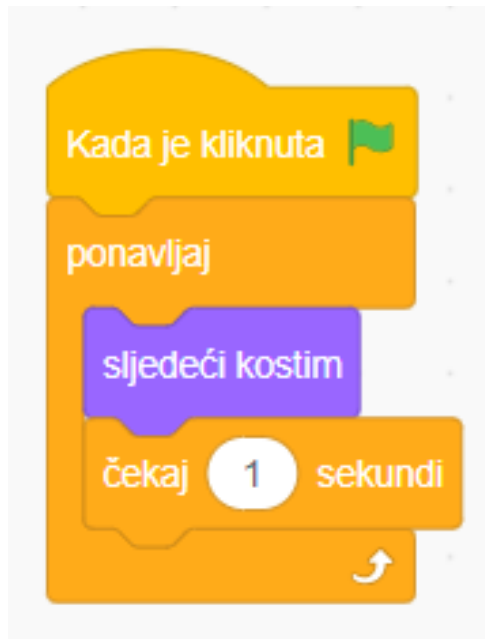 Kada je kliknuta
ponavljaj
sljedeći kostim
čekaj 1 sekundi